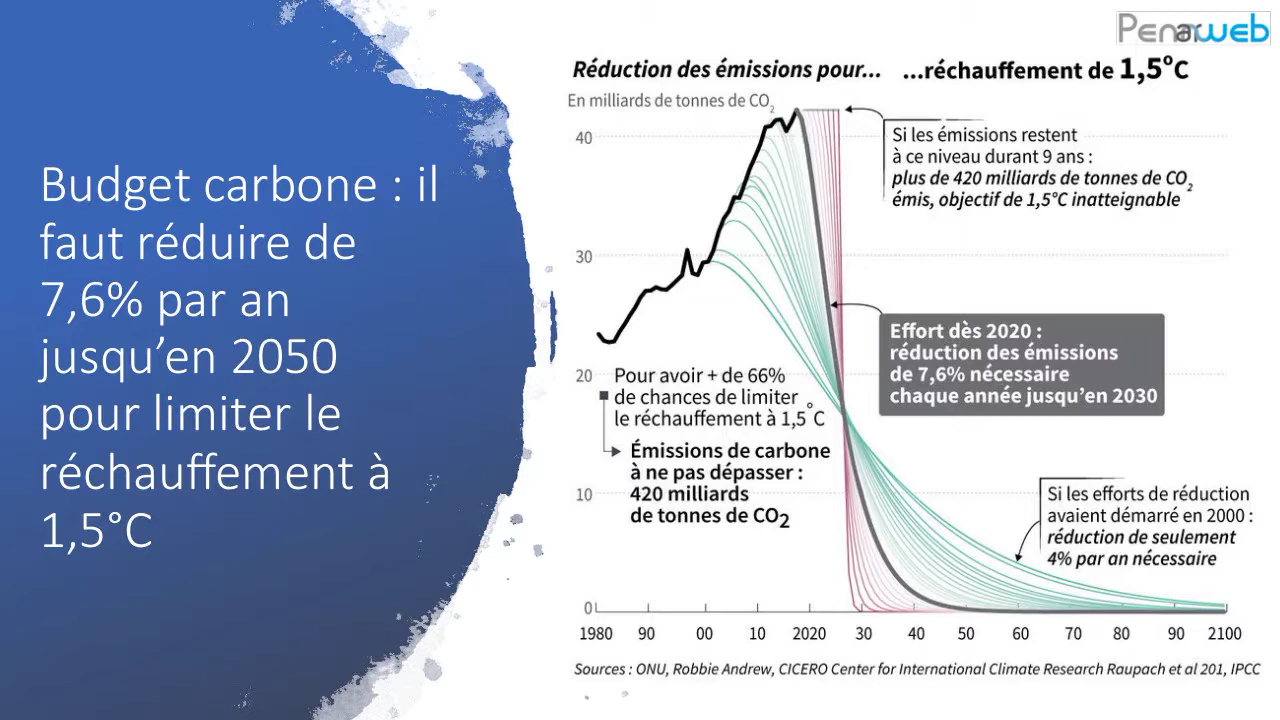 Penarweb
Budget carbone : il
faut réduire de
7,6% par an
jusqu’en 2050
pour limiter le
réchauffement à
1,5°C
Réduction des émissions pour... ...réchauffement de 1,5°C
En milliards de tonnes de CO2
40
30
20
10
0
Si les émissions restent
à ce niveau durant 9 ans :
plus de 420 milliards de tonnes de CO2
émis, objectif de 1,5°C inatteignable
Effort dès 2020 :
réduction des émissions
de 7,6% nécessaire
chaque année jusqu’en 2030
Pour avoir + de 66%
de chances de limiter
le réchauffement à 1,5°C
Émissions de carbone
à ne pas dépasser :
420 milliards
de tonnes de CO2
Si les efforts de réduction
avaient démarré en 2000 :
réduction de seulement
4% par an nécessaire
1980 90 00 10 2020 30 40 50 60 70 80 90 2100
Sources : ONU, Robbie Andrew, CICERO Center for International Climate Research Raupach et al 201, IPCC